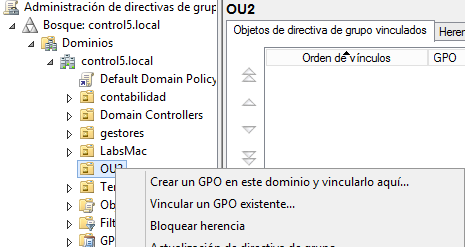 Administración de directivas de grup
Bosque: control5.local
Dominios
control5.local
Default Domain Policy
contabilidad
Domain Controllers
gestores
LabsMac
OU2
Ter
Ob
Filt
GP
OU2
Objetos de directiva de grupo vinculados
Heren
Orden de vínculos
GPO
Crear un GPO en este dominio y vincularlo aquí...
Vincular un GPO existente...
Bloquear herencia
Actualización de directiva de grupo